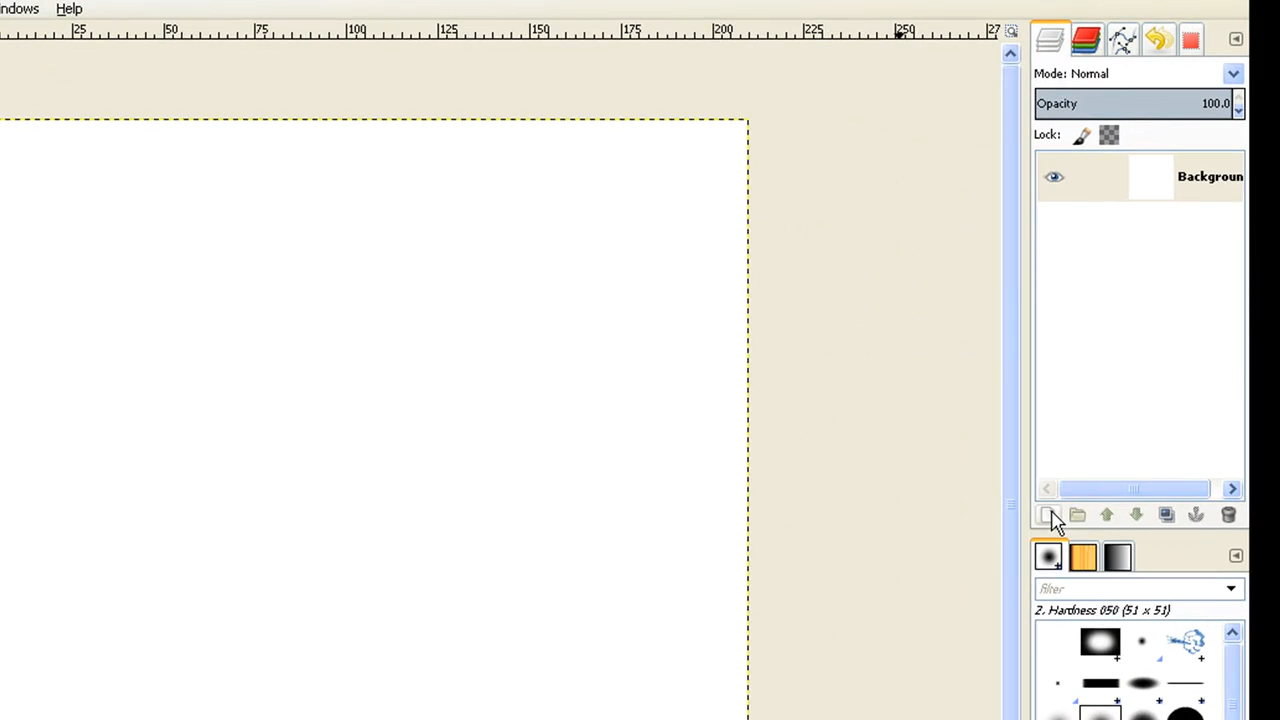 indows Help
25 50 75 100 125 150 175 200 225 250 27
Mode: Normal
Opacity 100.0
Lock:
Backgroun
filter
2. Hardness 050 (51 x 51)